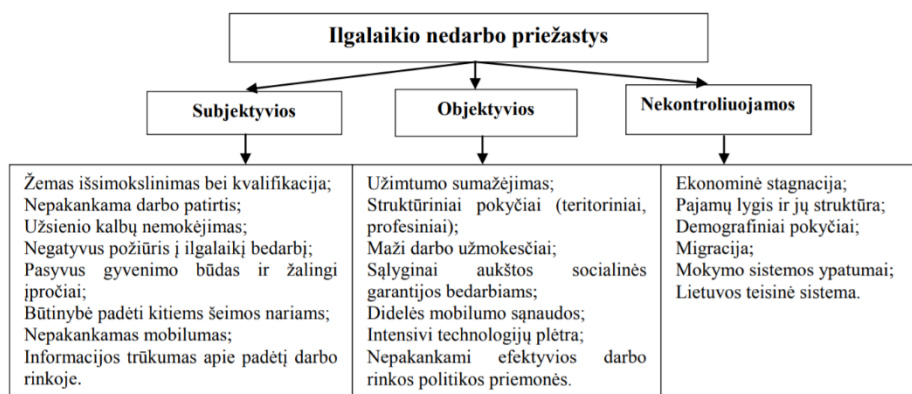 Ilgalaikio nedarbo priežastys
Subjektyvios
Objektyvios
Nekontroliuojamos
Žemas išsimokslinimas bei kvalifikacija;
Nepakankama darbo patirtis;
Užsienio kalbų nemokėjimas;
Negatyvus požiūris į ilgalaikį bedarbį;
Pasyvus gyvenimo būdas ir žalingi
įpročiai;
Būtinybė padėti kitiems šeimos nariams;
Nepakankamas mobilumas;
Informacijos trūkumas apie padėtį darbo
rinkoje.
Užimtumo sumažėjimas;
Struktūriniai pokyčiai (teritoriniai,
profesiniai);
Maži darbo užmokesčiai;
Sąlyginai aukštos socialinės
garantijos bedarbiams;
Didelės mobilumo sąnaudos;
Intensivi technologijų plėtra;
Nepakankami efektyvios darbo
rinkos politikos priemonės.
Ekonominė stagnacija;
Pajamų lygis ir jų struktūra;
Demografiniai pokyčiai;
Migracija;
Mokymo sistemos ypatumai;
Lietuvos teisinė sistema.